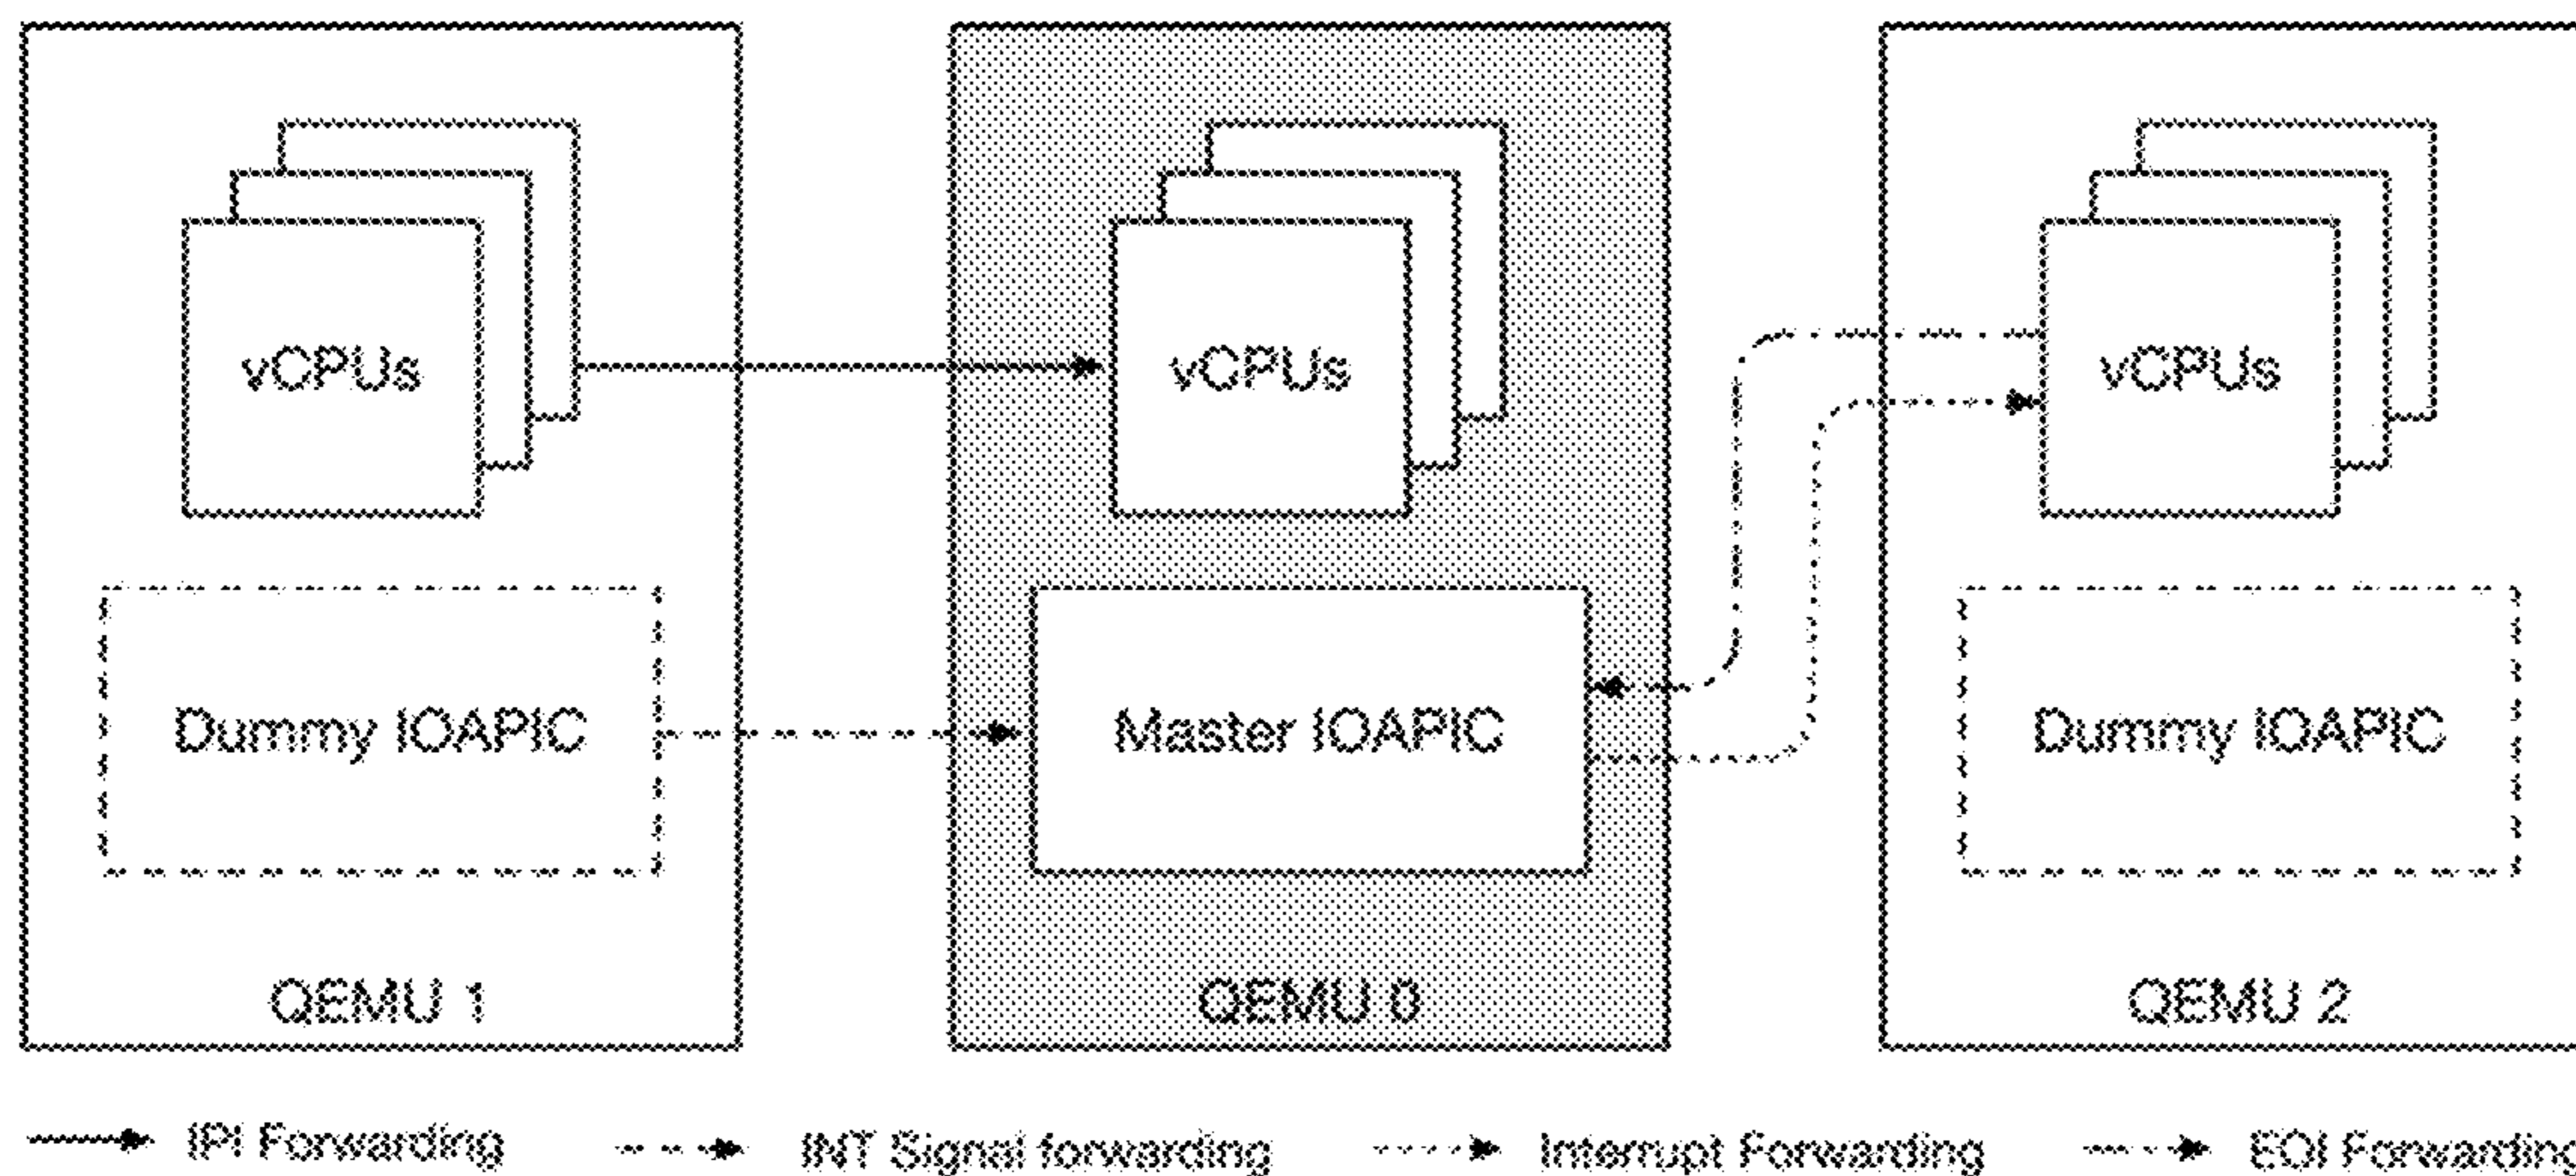 vCPUs
vCPUs
vCPUs
Dummy IOAPIC
Master IOAPIC
Dummy IOAPIC
QEMU 1
QEMU 0
QEMU 2
IPI Forwarding
INT Signal forwarding
Interrupt Forwarding
EOI Forwarding